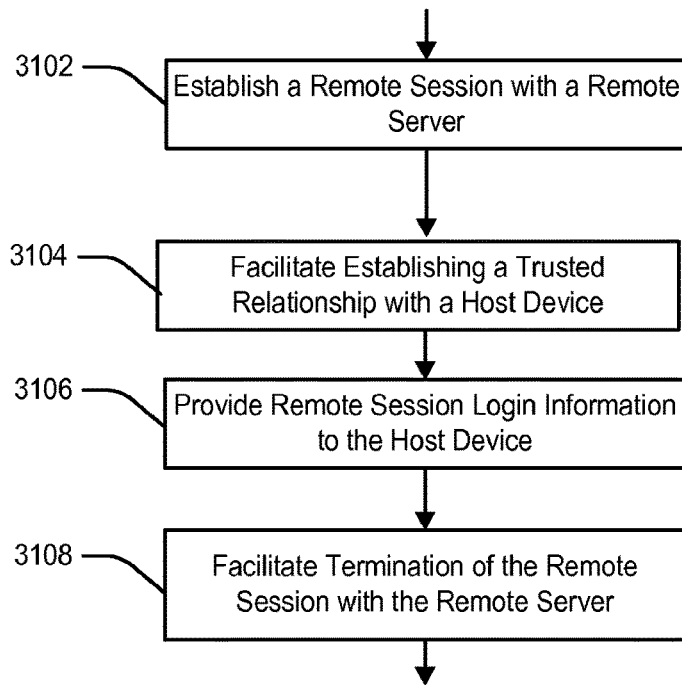 3102
Establish a Remote Session with a Remote
Server
3104
Facilitate Establishing a Trusted
Relationship with a Host Device
3106
Provide Remote Session Login Information
to the Host Device
3108
Facilitate Termination of the Remote
Session with the Remote Server